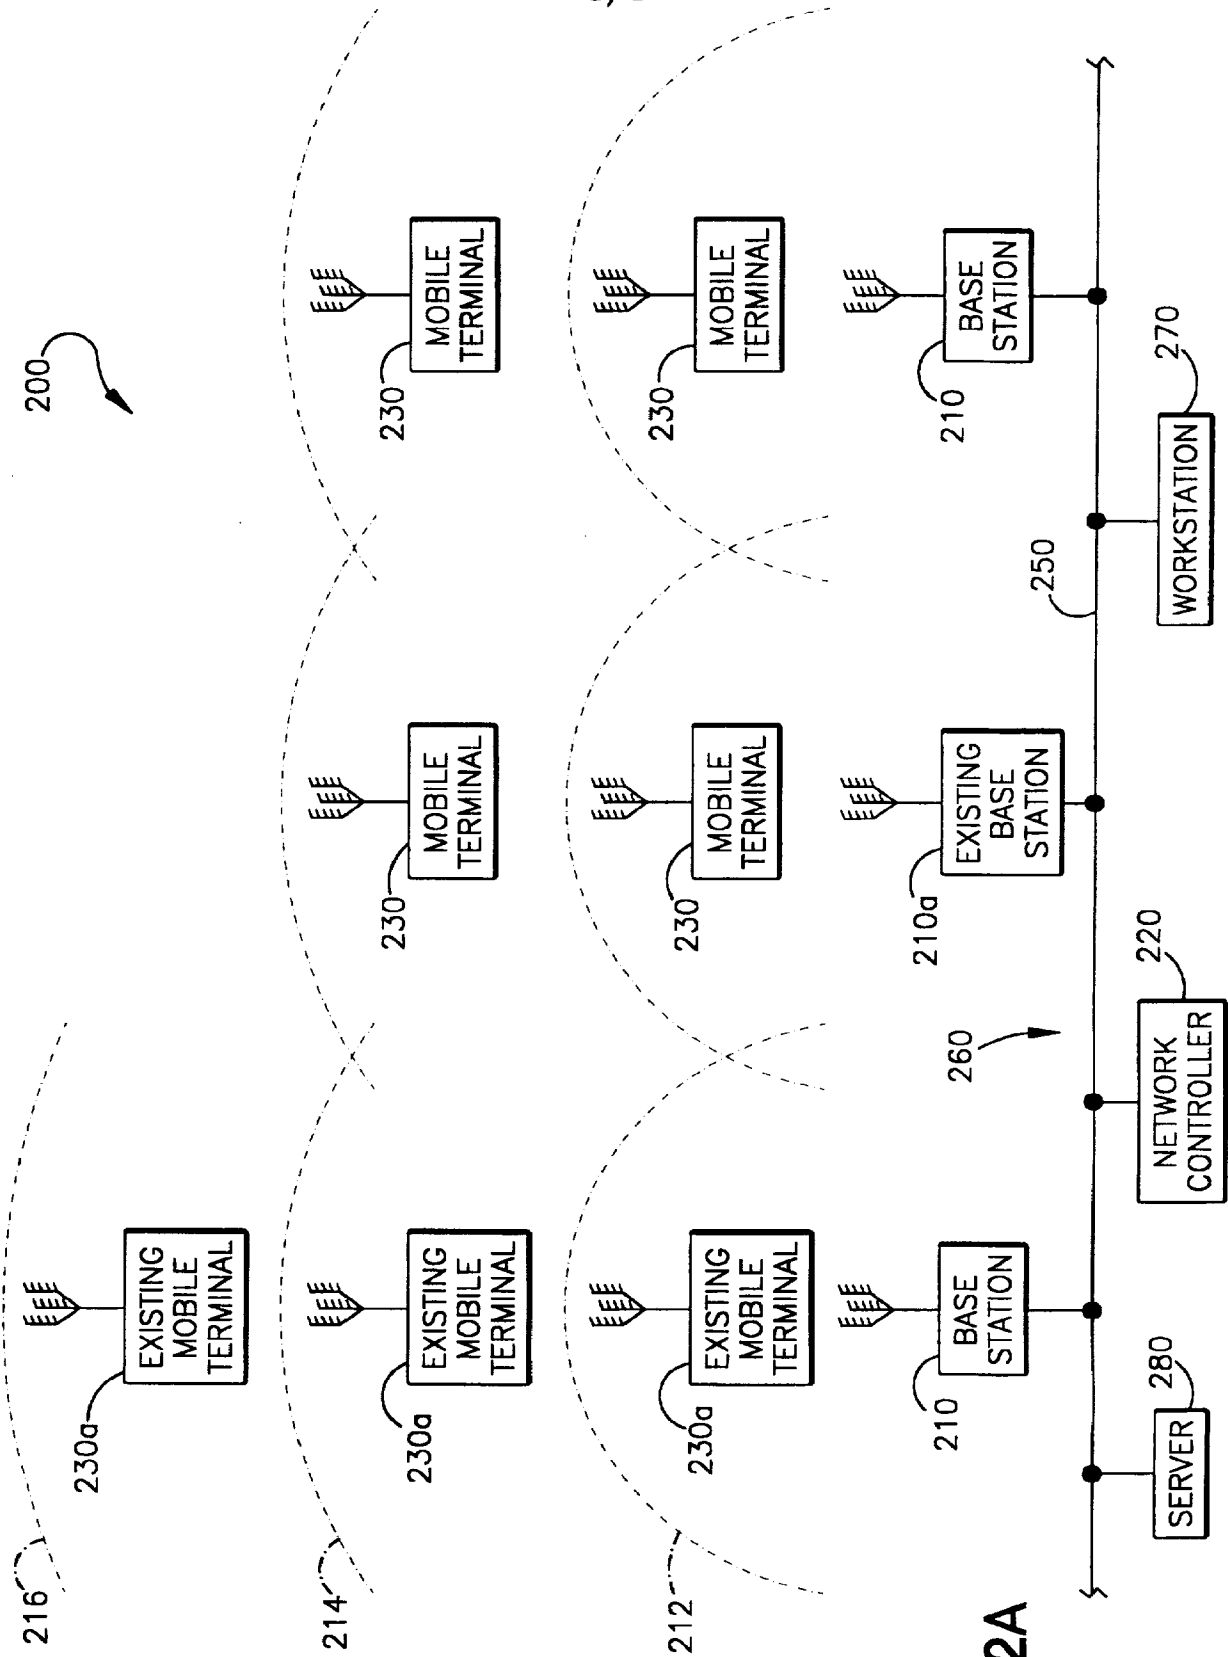 216
200
230a
EXISTING
MOBILE
TERMINAL
214
230a
EXISTING
MOBILE
TERMINAL
230
MOBILE
TERMINAL
230
MOBILE
TERMINAL
212
230a
EXISTING
MOBILE
TERMINAL
230
MOBILE
TERMINAL
230
MOBILE
TERMINAL
210
BASE
STATION
210a
EXISTING
BASE
STATION
210
BASE
STATION
260
250
280
SERVER
220
NETWORK
CONTROLLER
270
WORKSTATION
2A